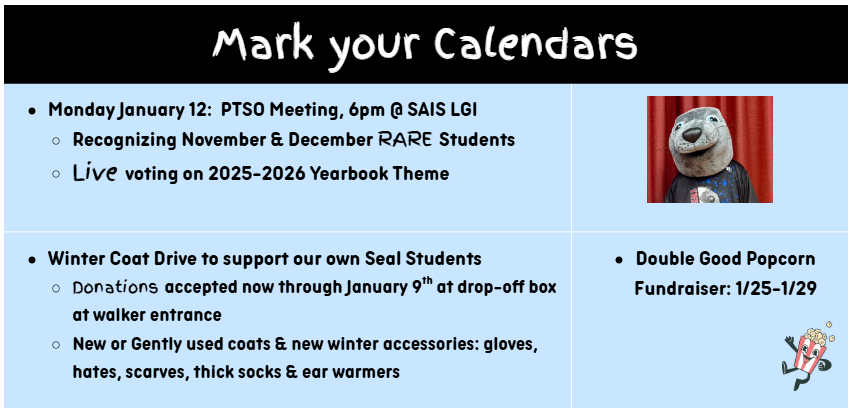 Mark your Calendars
Monday January 12:  PTSO Meeting, 6pm @ SAIS LGI
Recognizing November & December RARE Students
Live voting on 2025-2026 Yearbook Theme
Winter Coat Drive to support our own Seal Students
Donations accepted now through January 9th at drop-off box
at walker entrance
New or Gently used coats & new winter accessories: gloves,
hates, scarves, thick socks & ear warmers
Double Good Popcorn
Fundraiser: 1/25-1/29